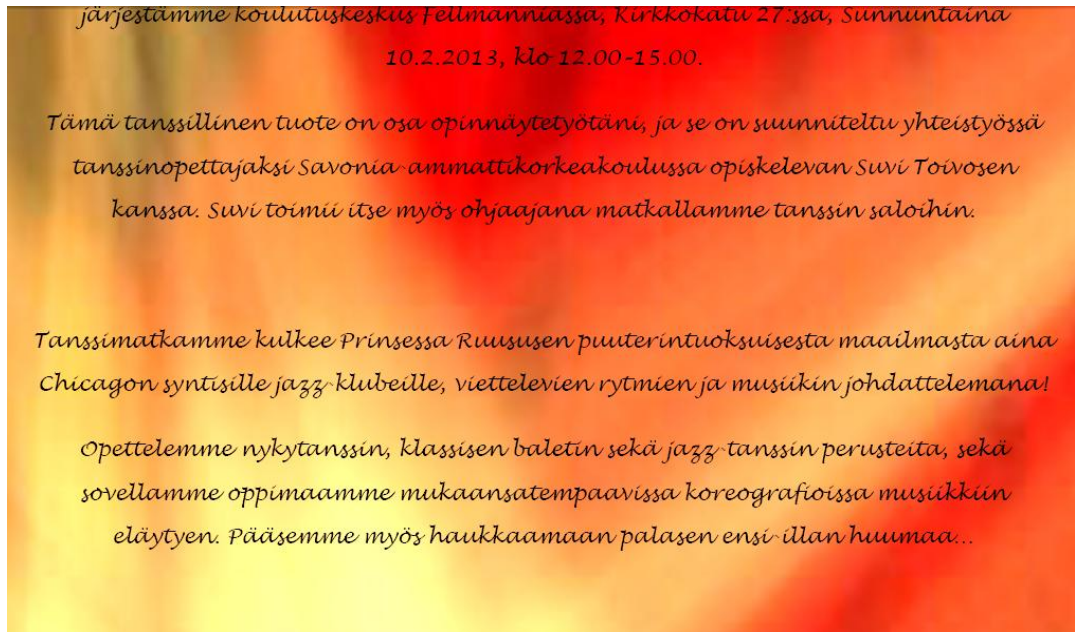 järjestämme koulutuskeskus Fellmanniassa, Kirkkokatu 27:ssa, Sunnuntaina
10.2.2013, klo 12.00-15.00.
Tämä tanssillinen tuote on osa opinnäytetyötäni, ja se on suunniteltu yhteistyössä
tanssinopettajaksi Savonia-ammattikorkeakoulussa opiskelevan Suvi Toivosen
kanssa. Suvi toimii itse myös ohjaajana matkallamme tanssin saloihin.
Tanssimatkamme kulkee Prinsessa Ruususen puuterintuoksuisesta maailmasta aina
Chicagon syntisille jazz-klubeille, viettelevien rytmien ja musiikin johdattelemana!
Opettelemme nykytanssin, klassisen baletin sekä jazz-tanssin perusteita, sekä
sovellamme oppimaamme mukaansatempaavissa koreografioissa musiikkiin
eläytyen. Pääsemme myös haukkaamaan palasen ensi-illan huumaa...